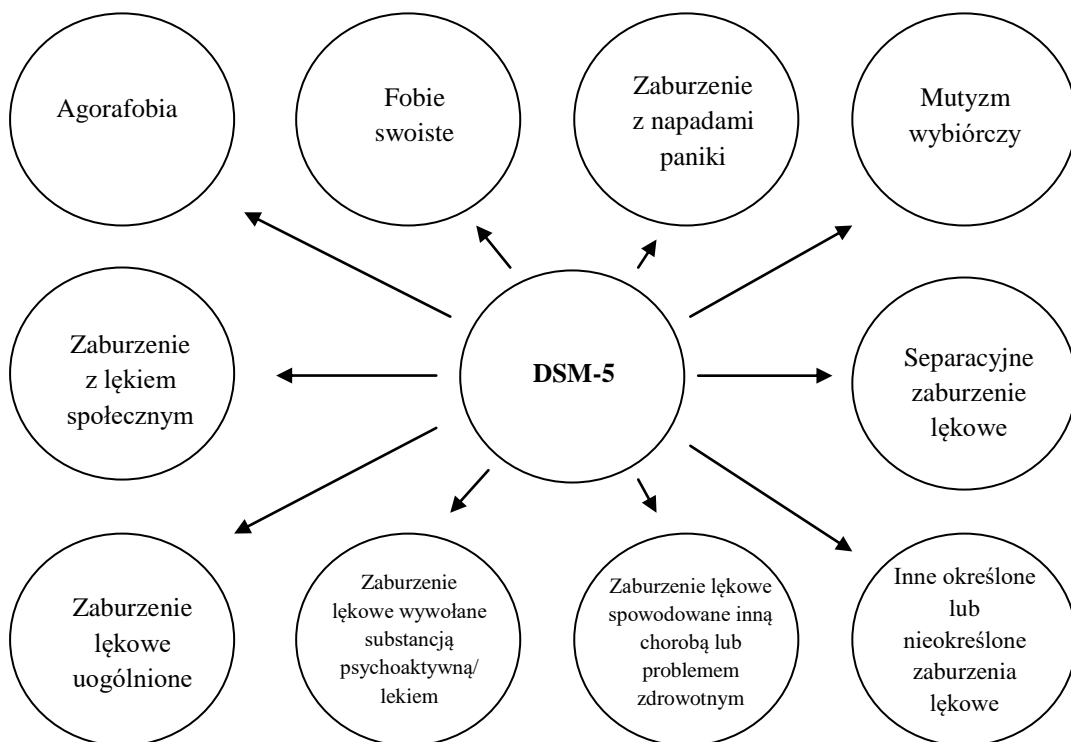 Agorafobia
Fobie
swoiste
Zaburzenie
z napadami
paniki
Mutyzm
wybiórczy
Zaburzenie
z lękiem
społecznym
DSM-5
Separacyjne
zaburzenie
lękowe
Zaburzenie
lękowe
uogólnione
Zaburzenie
lękowe wywołane
substancją
psychoaktywną/
lekiem
Zaburzenie lękowe
spowodowane inną
chorobą lub
problemem
zdrowotnym
Inne określone
lub
nieokreślone
zaburzenia
lękowe